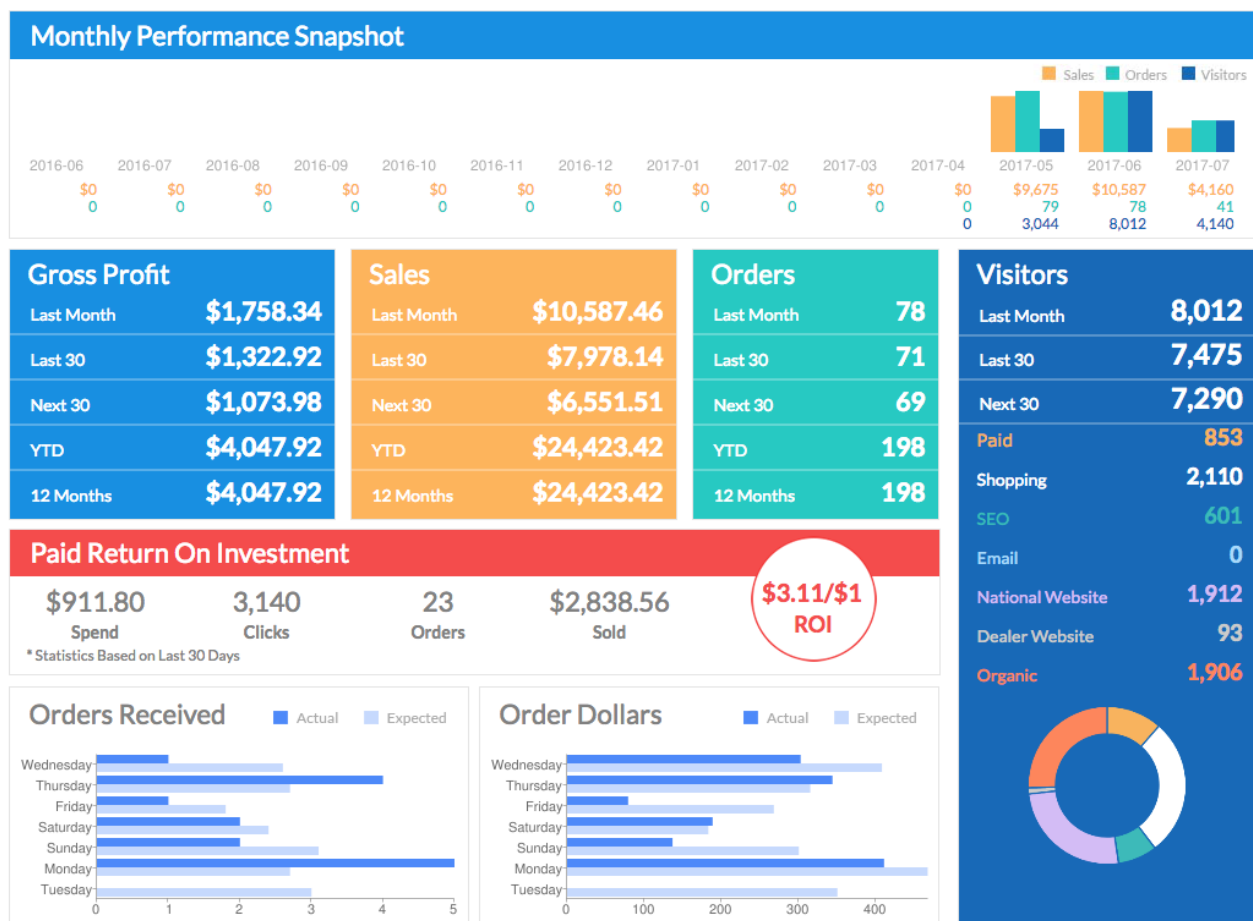 Monthly Performance Snapshot
Sales Orders Visitors
2016-06 2016-07 2016-08 2016-09 2016-10 2016-11 2016-12 2017-01 2017-02 2017-03 2017-04 2017-05 2017-06 2017-07
$0 $0 $0 $0 $0 $0 $0 $0 $0 $0 $0 $9,675 $10,587 $4,160
0 0 0 0 0 0 0 0 0 0 0 79 78 41
0 3,044 8,012 4,140
Gross Profit
Last Month $1,758.34
Last 30 $1,322.92
Next 30 $1,073.98
YTD $4,047.92
12 Months $4,047.92
Sales
Last Month $10,587.46
Last 30 $7,978.14
Next 30 $6,551.51
YTD $24,423.42
12 Months $24,423.42
Orders
Last Month 78
Last 30 71
Next 30 69
YTD 198
12 Months 198
Visitors
Last Month 8,012
Last 30 7,475
Next 30 7,290
Paid 853
Shopping 2,110
SEO 601
Email 0
National Website 1,912
Dealer Website 93
Organic 1,906
Paid Return On Investment
$911.80 3,140 23 $2,838.56
Spend Clicks Orders Sold
* Statistics Based on Last 30 Days
$3.11/$1
ROI
Orders Received Actual Expected
Wednesday
Thursday
Friday
Saturday
Sunday
Monday
Tuesday
0 1 2 3 4 5
Order Dollars Actual Expected
Wednesday
Thursday
Friday
Saturday
Sunday
Monday
Tuesday
0 100 200 300 400